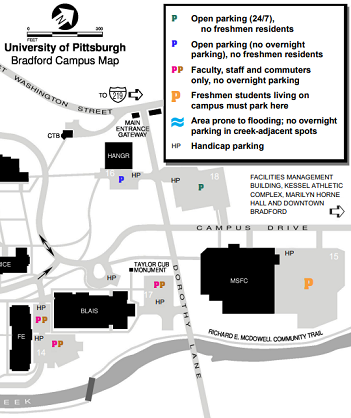 0 300
FEET
University of Pittsburgh
Bradford Campus Map
P Open parking (24/7),
no freshmen residents
P Open parking (no overnight
parking), no freshmen residents
PP Faculty, staff and commuters
only, no overnight parking
P Freshmen students living on
campus must park here
Area prone to flooding; no overnight
parking in creek-adjacent spots
HP Handicap parking
WASHINGTON STREET
TO 219
MAIN
ENTRANCE
GATEWAY
CTB
HANGR
HP
P
HP
18
P
FACILITIES MANAGEMENT
BUILDING, KESSEL ATHLETIC
COMPLEX, MARILYN HORNE
HALL AND DOWNTOWN
BRADFORD
CAMPUS DRIVE
TAYLOR CUB
MONUMENT
HP
PP
17
HP
DOROTHY LANE
MSFC
HP
15
P
ICE
HP
PP
BLAIS
FE
14
PP
RICHARD E. MCDOWELL COMMUNITY TRAIL
EEK